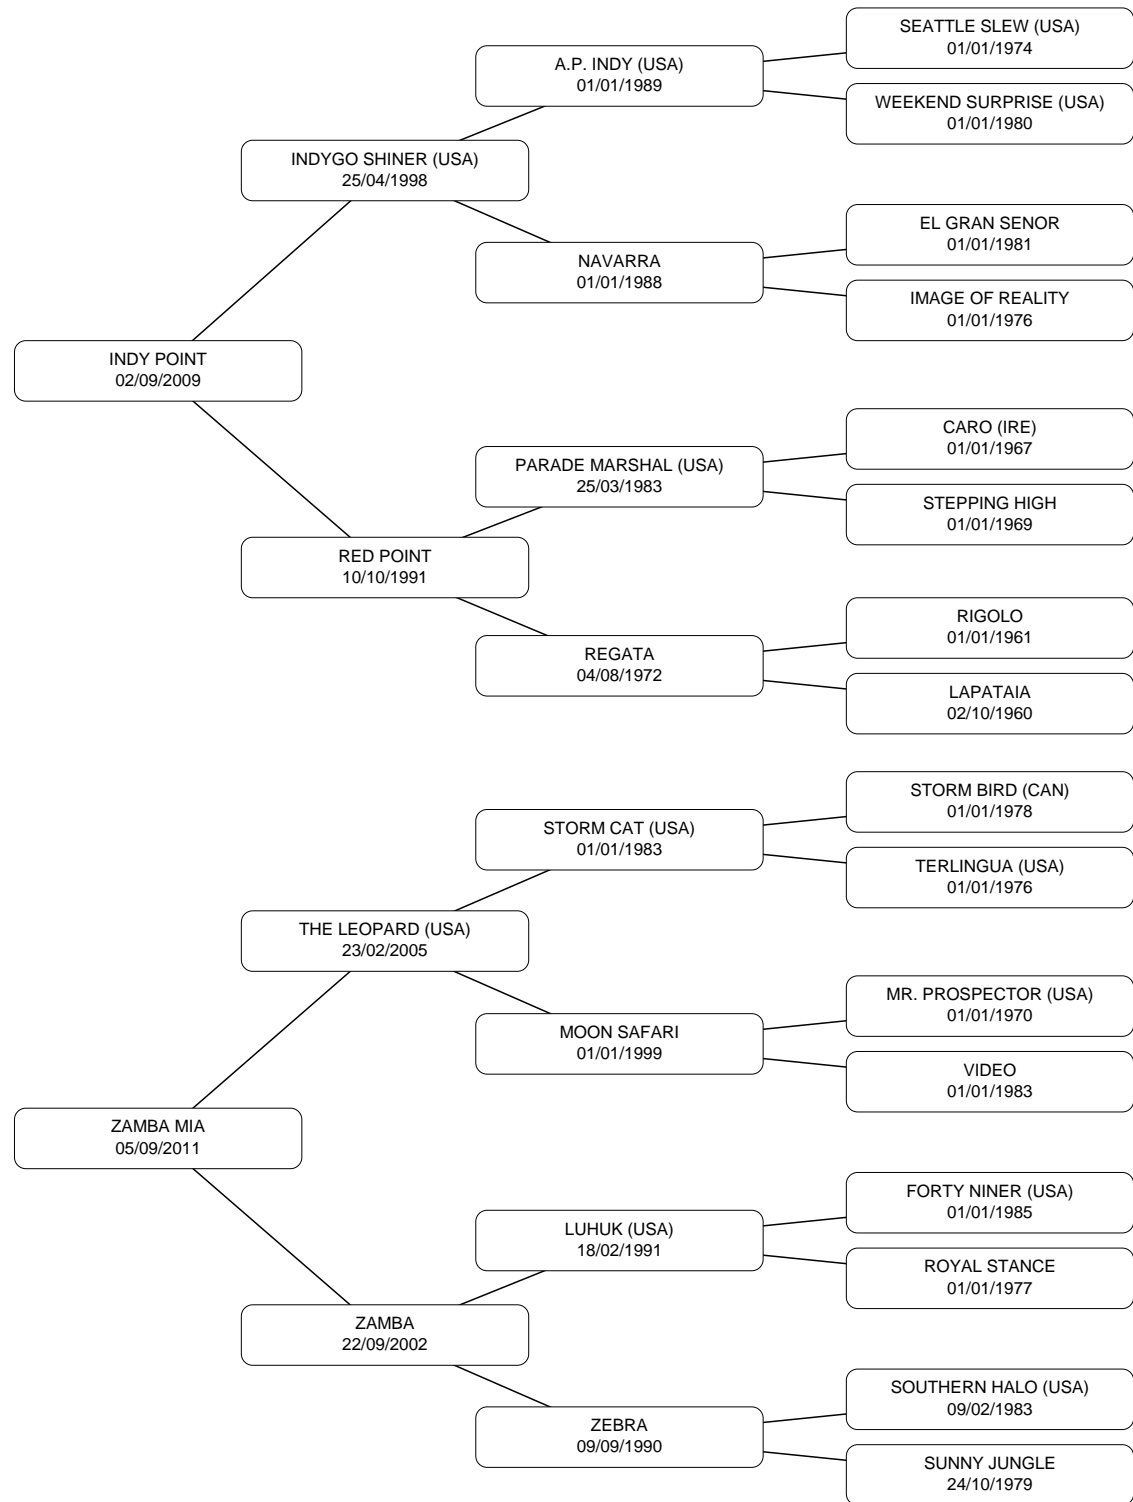 SEATTLE SLEW (USA)
01/01/1974
A.P. INDY (USA)
01/01/1989
WEEKEND SURPRISE (USA)
01/01/1980
INDYGO SHINER (USA)
25/04/1998
EL GRAN SENOR
01/01/1981
NAVARRA
01/01/1988
IMAGE OF REALITY
01/01/1976
INDY POINT
02/09/2009
CARO (IRE)
01/01/1967
PARADE MARSHAL (USA)
25/03/1983
STEPPING HIGH
01/01/1969
RED POINT
10/10/1991
RIGOLO
01/01/1961
REGATA
04/08/1972
LAPATAIA
02/10/1960
STORM BIRD (CAN)
01/01/1978
STORM CAT (USA)
01/01/1983
TERLINGUA (USA)
01/01/1976
THE LEOPARD (USA)
23/02/2005
MR. PROSPECTOR (USA)
01/01/1970
MOON SAFARI
01/01/1999
VIDEO
01/01/1983
ZAMBA MIA
05/09/2011
FORTY NINER (USA)
01/01/1985
LUHUK (USA)
18/02/1991
ROYAL STANCE
01/01/1977
ZAMBA
22/09/2002
SOUTHERN HALO (USA)
09/02/1983
ZEBRA
09/09/1990
SUNNY JUNGLE
24/10/1979